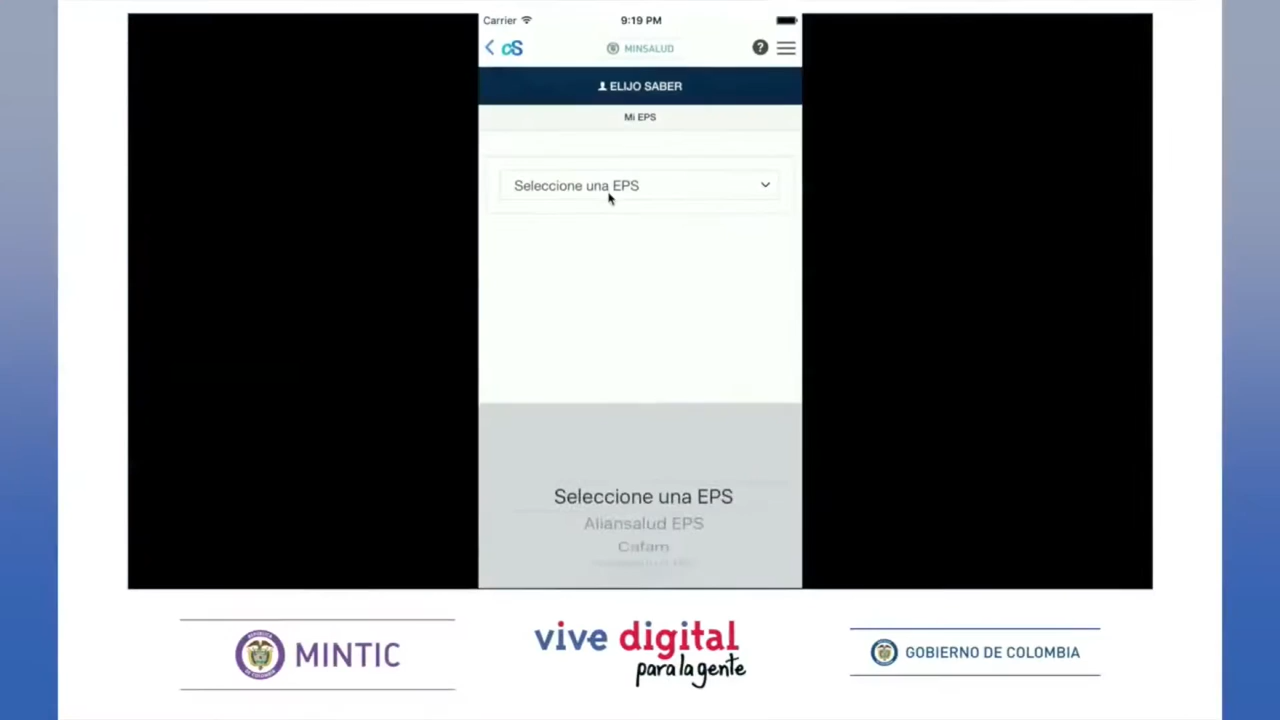 Carrier
9:19 PM
cS
MINSALUD
?
ELIJO SABER
Mi EPS
Seleccione una EPS
Seleccione una EPS
Aliansalud EPS
Cafam
MINTIC
vive digital
para la gente
GOBIERNO DE COLOMBIA